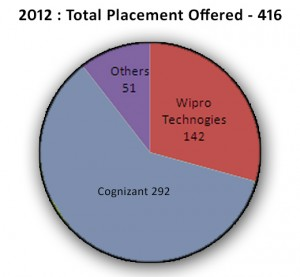 2012 : Total Placement Offered - 416
Others
51
Wipro
Technogies
142
Cognizant 292